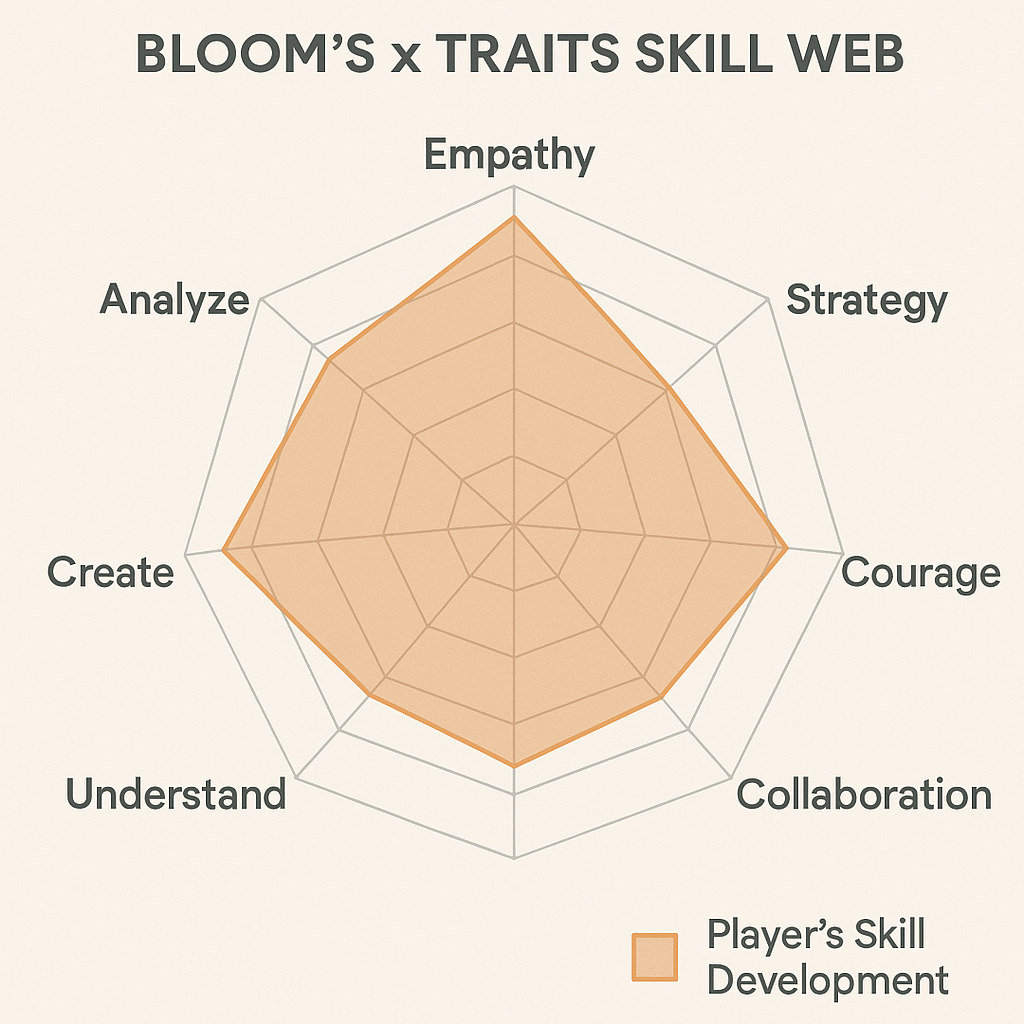 BLOOM’S x TRAITS SKILL WEB
Empathy
Analyze
Strategy
Create
Courage
Understand
Collaboration
Player’s Skill
Development